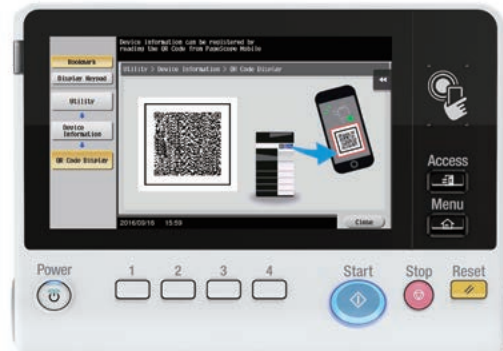 Device information can be registered by
reading the QR Code from PageScope Mobile
Bookmark
Display Keypad
Utility
Device
Information
QR Code Display
Utility > Device Information > QR Code Display
2016/09/16 15:59
Close
Access
Menu
Power
1 2 3 4
Start
Stop
Reset